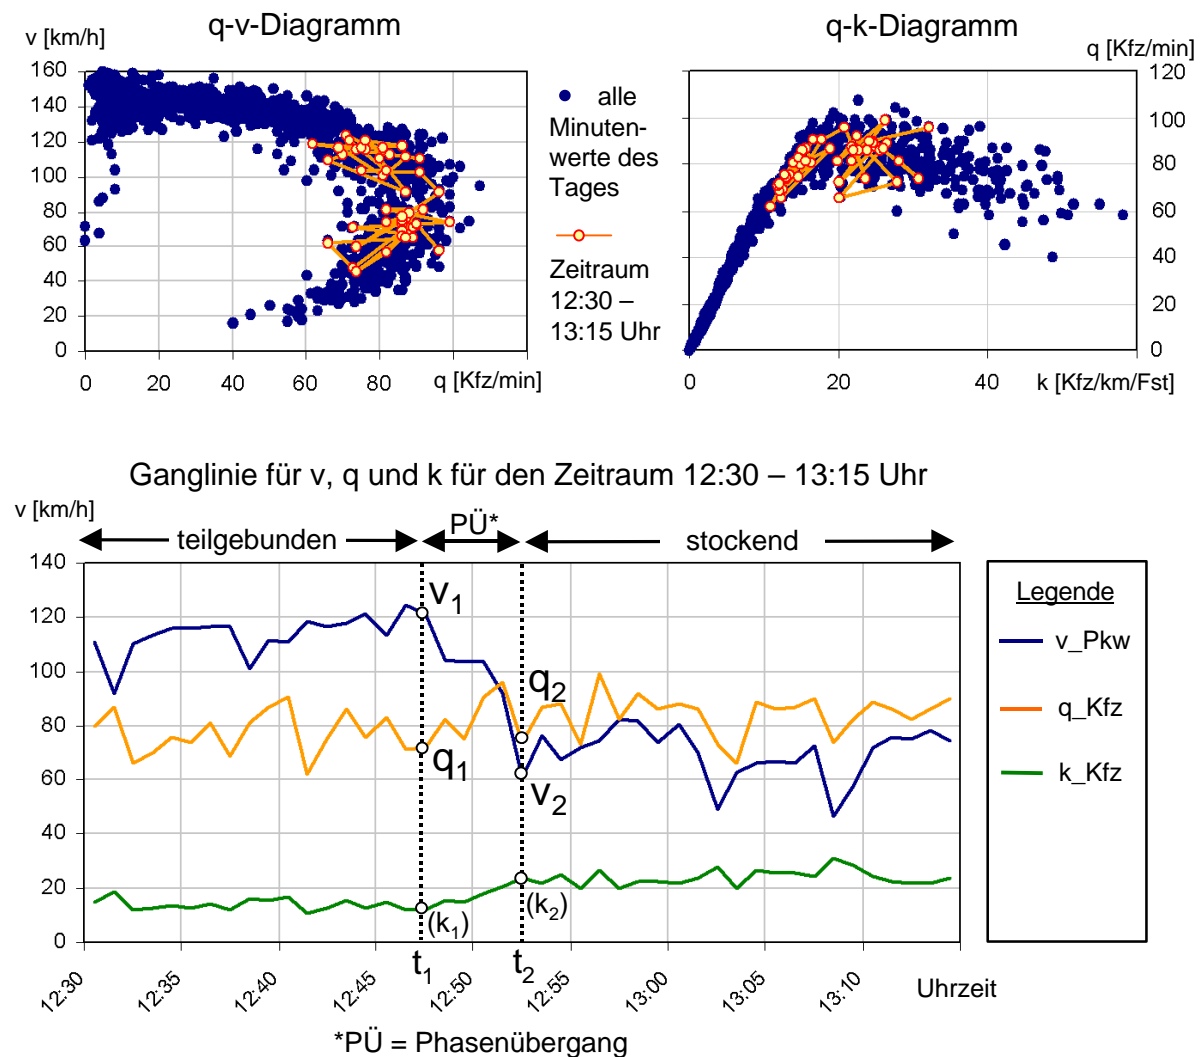 q-v-Diagramm
v [km/h]
160
140
120
100
80
60
40
20
0
0 20 40 60 80
q [Kfz/min]
alle
Minuten-
werte des
Tages
Zeitraum
12:30 –
13:15 Uhr
q-k-Diagramm
q [Kfz/min]
120
100
80
60
40
20
0
0 20 40
k [Kfz/km/Fst]
Ganglinie für v, q und k für den Zeitraum 12:30 – 13:15 Uhr
v [km/h]
teilgebunden PÜ* stockend
140
120
100
80
60
40
20
0
v1
q1
(k1)
q2
v2
(k2)
t1 t2
12:30 12:35 12:40 12:45 12:50 12:55 13:00 13:05 13:10
Uhrzeit
*PÜ = Phasenübergang
Legende
v_Pkw
q_Kfz
k_Kfz